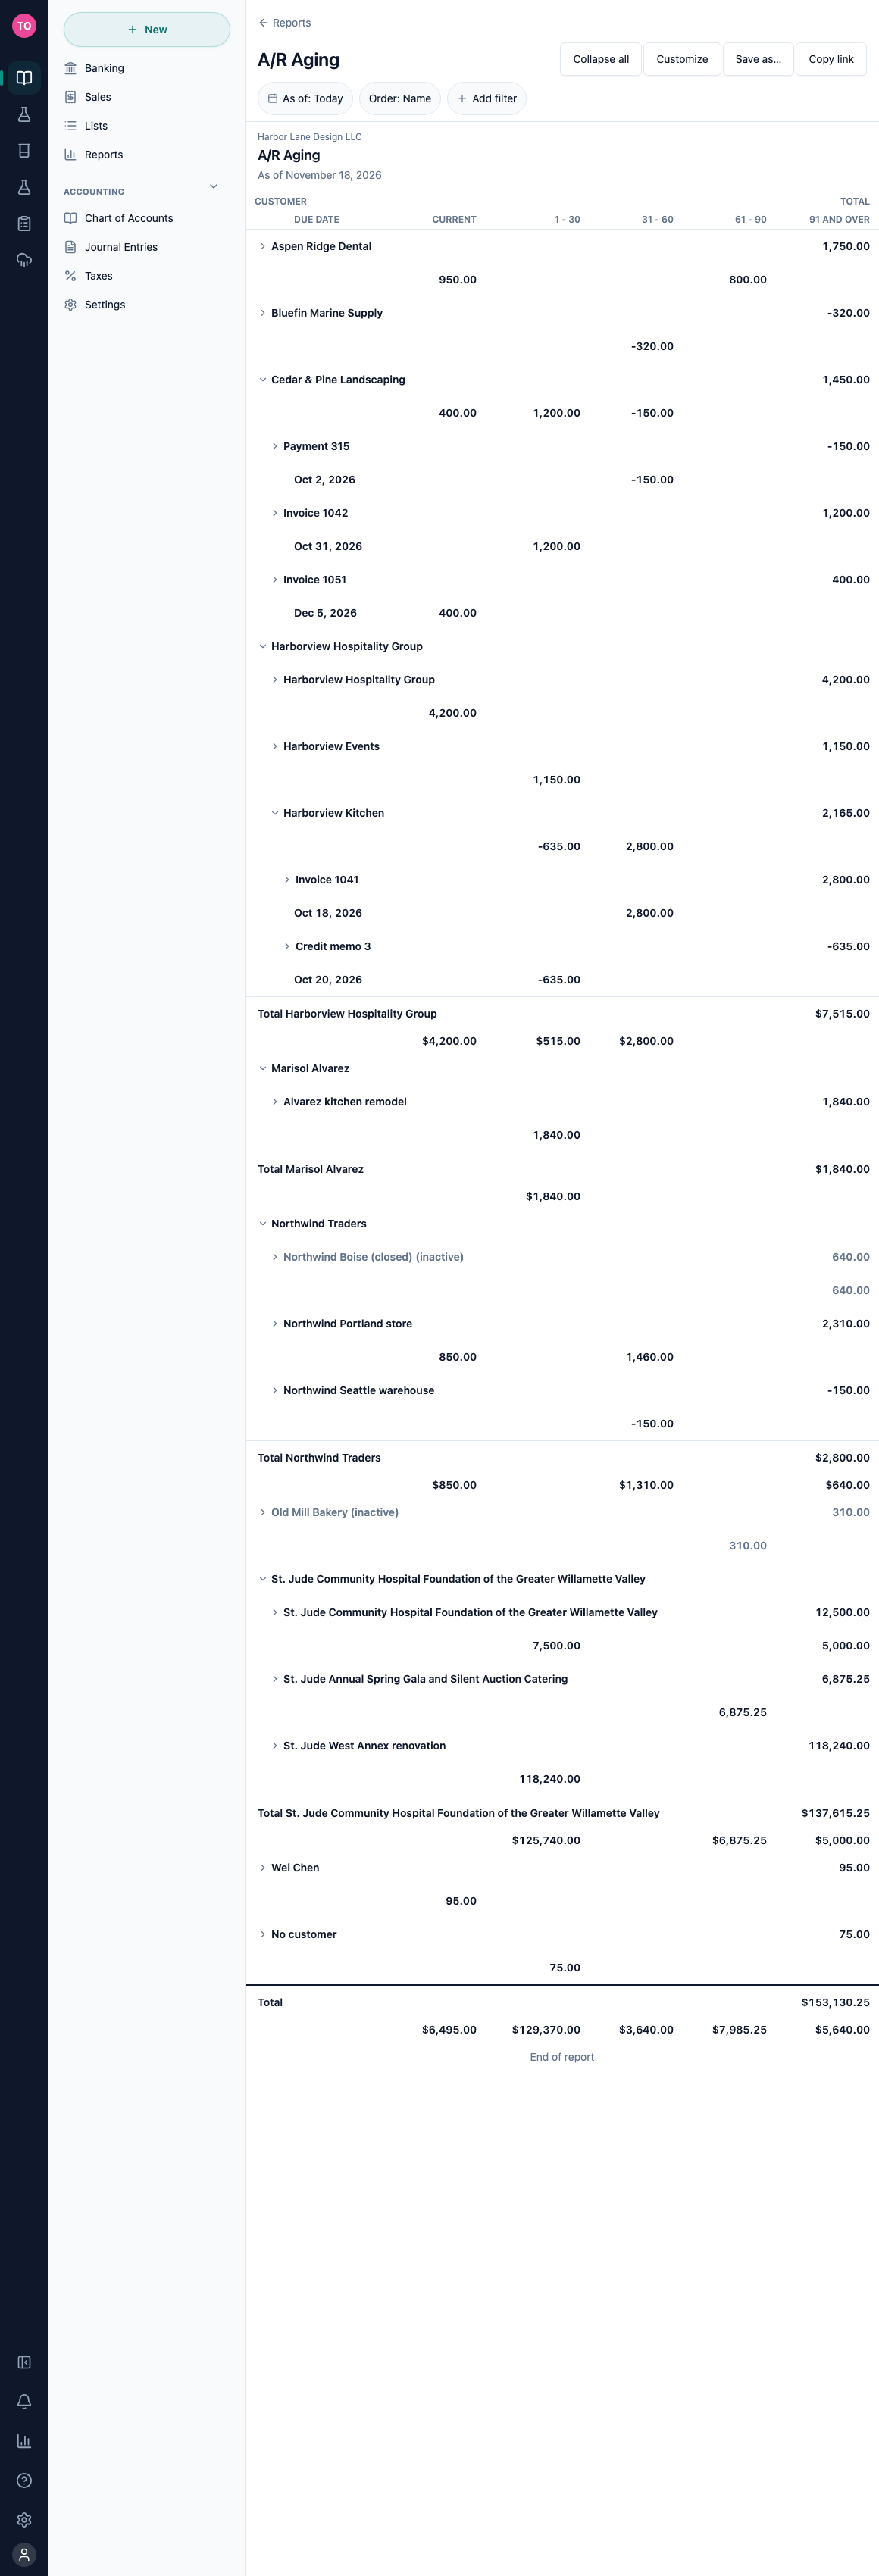 TO
New
Banking
Sales
Lists
Reports
ACCOUNTING
Chart of Accounts
Journal Entries
Taxes
Settings
Reports
A/R Aging
Collapse all Customize Save as... Copy link
As of: Today Order: Name Add filter
Harbor Lane Design LLC
A/R Aging
As of November 18, 2026
CUSTOMER TOTAL
DUE DATE CURRENT 1 - 30 31 - 60 61 - 90 91 AND OVER
Aspen Ridge Dental 1,750.00
950.00 800.00
Bluefin Marine Supply -320.00
-320.00
Cedar & Pine Landscaping 1,450.00
400.00 1,200.00 -150.00
Payment 315 -150.00
Oct 2, 2026 -150.00
Invoice 1042 1,200.00
Oct 31, 2026 1,200.00
Invoice 1051 400.00
Dec 5, 2026 400.00
Harborview Hospitality Group
Harborview Hospitality Group 4,200.00
4,200.00
Harborview Events 1,150.00
1,150.00
Harborview Kitchen 2,165.00
-635.00 2,800.00
Invoice 1041 2,800.00
Oct 18, 2026 2,800.00
Credit memo 3 -635.00
Oct 20, 2026 -635.00
Total Harborview Hospitality Group $7,515.00
$4,200.00 $515.00 $2,800.00
Marisol Alvarez
Alvarez kitchen remodel 1,840.00
1,840.00
Total Marisol Alvarez $1,840.00
$1,840.00
Northwind Traders
Northwind Boise (closed) (inactive) 640.00
640.00
Northwind Portland store 2,310.00
850.00 1,460.00
Northwind Seattle warehouse -150.00
-150.00
Total Northwind Traders $2,800.00
$850.00 $1,310.00 $640.00
Old Mill Bakery (inactive) 310.00
310.00
St. Jude Community Hospital Foundation of the Greater Willamette Valley
St. Jude Community Hospital Foundation of the Greater Willamette Valley 12,500.00
7,500.00 5,000.00
St. Jude Annual Spring Gala and Silent Auction Catering 6,875.25
6,875.25
St. Jude West Annex renovation 118,240.00
118,240.00
Total St. Jude Community Hospital Foundation of the Greater Willamette Valley $137,615.25
$125,740.00 $6,875.25 $5,000.00
Wei Chen 95.00
95.00
No customer 75.00
75.00
Total $153,130.25
$6,495.00 $129,370.00 $3,640.00 $7,985.25 $5,640.00
End of report